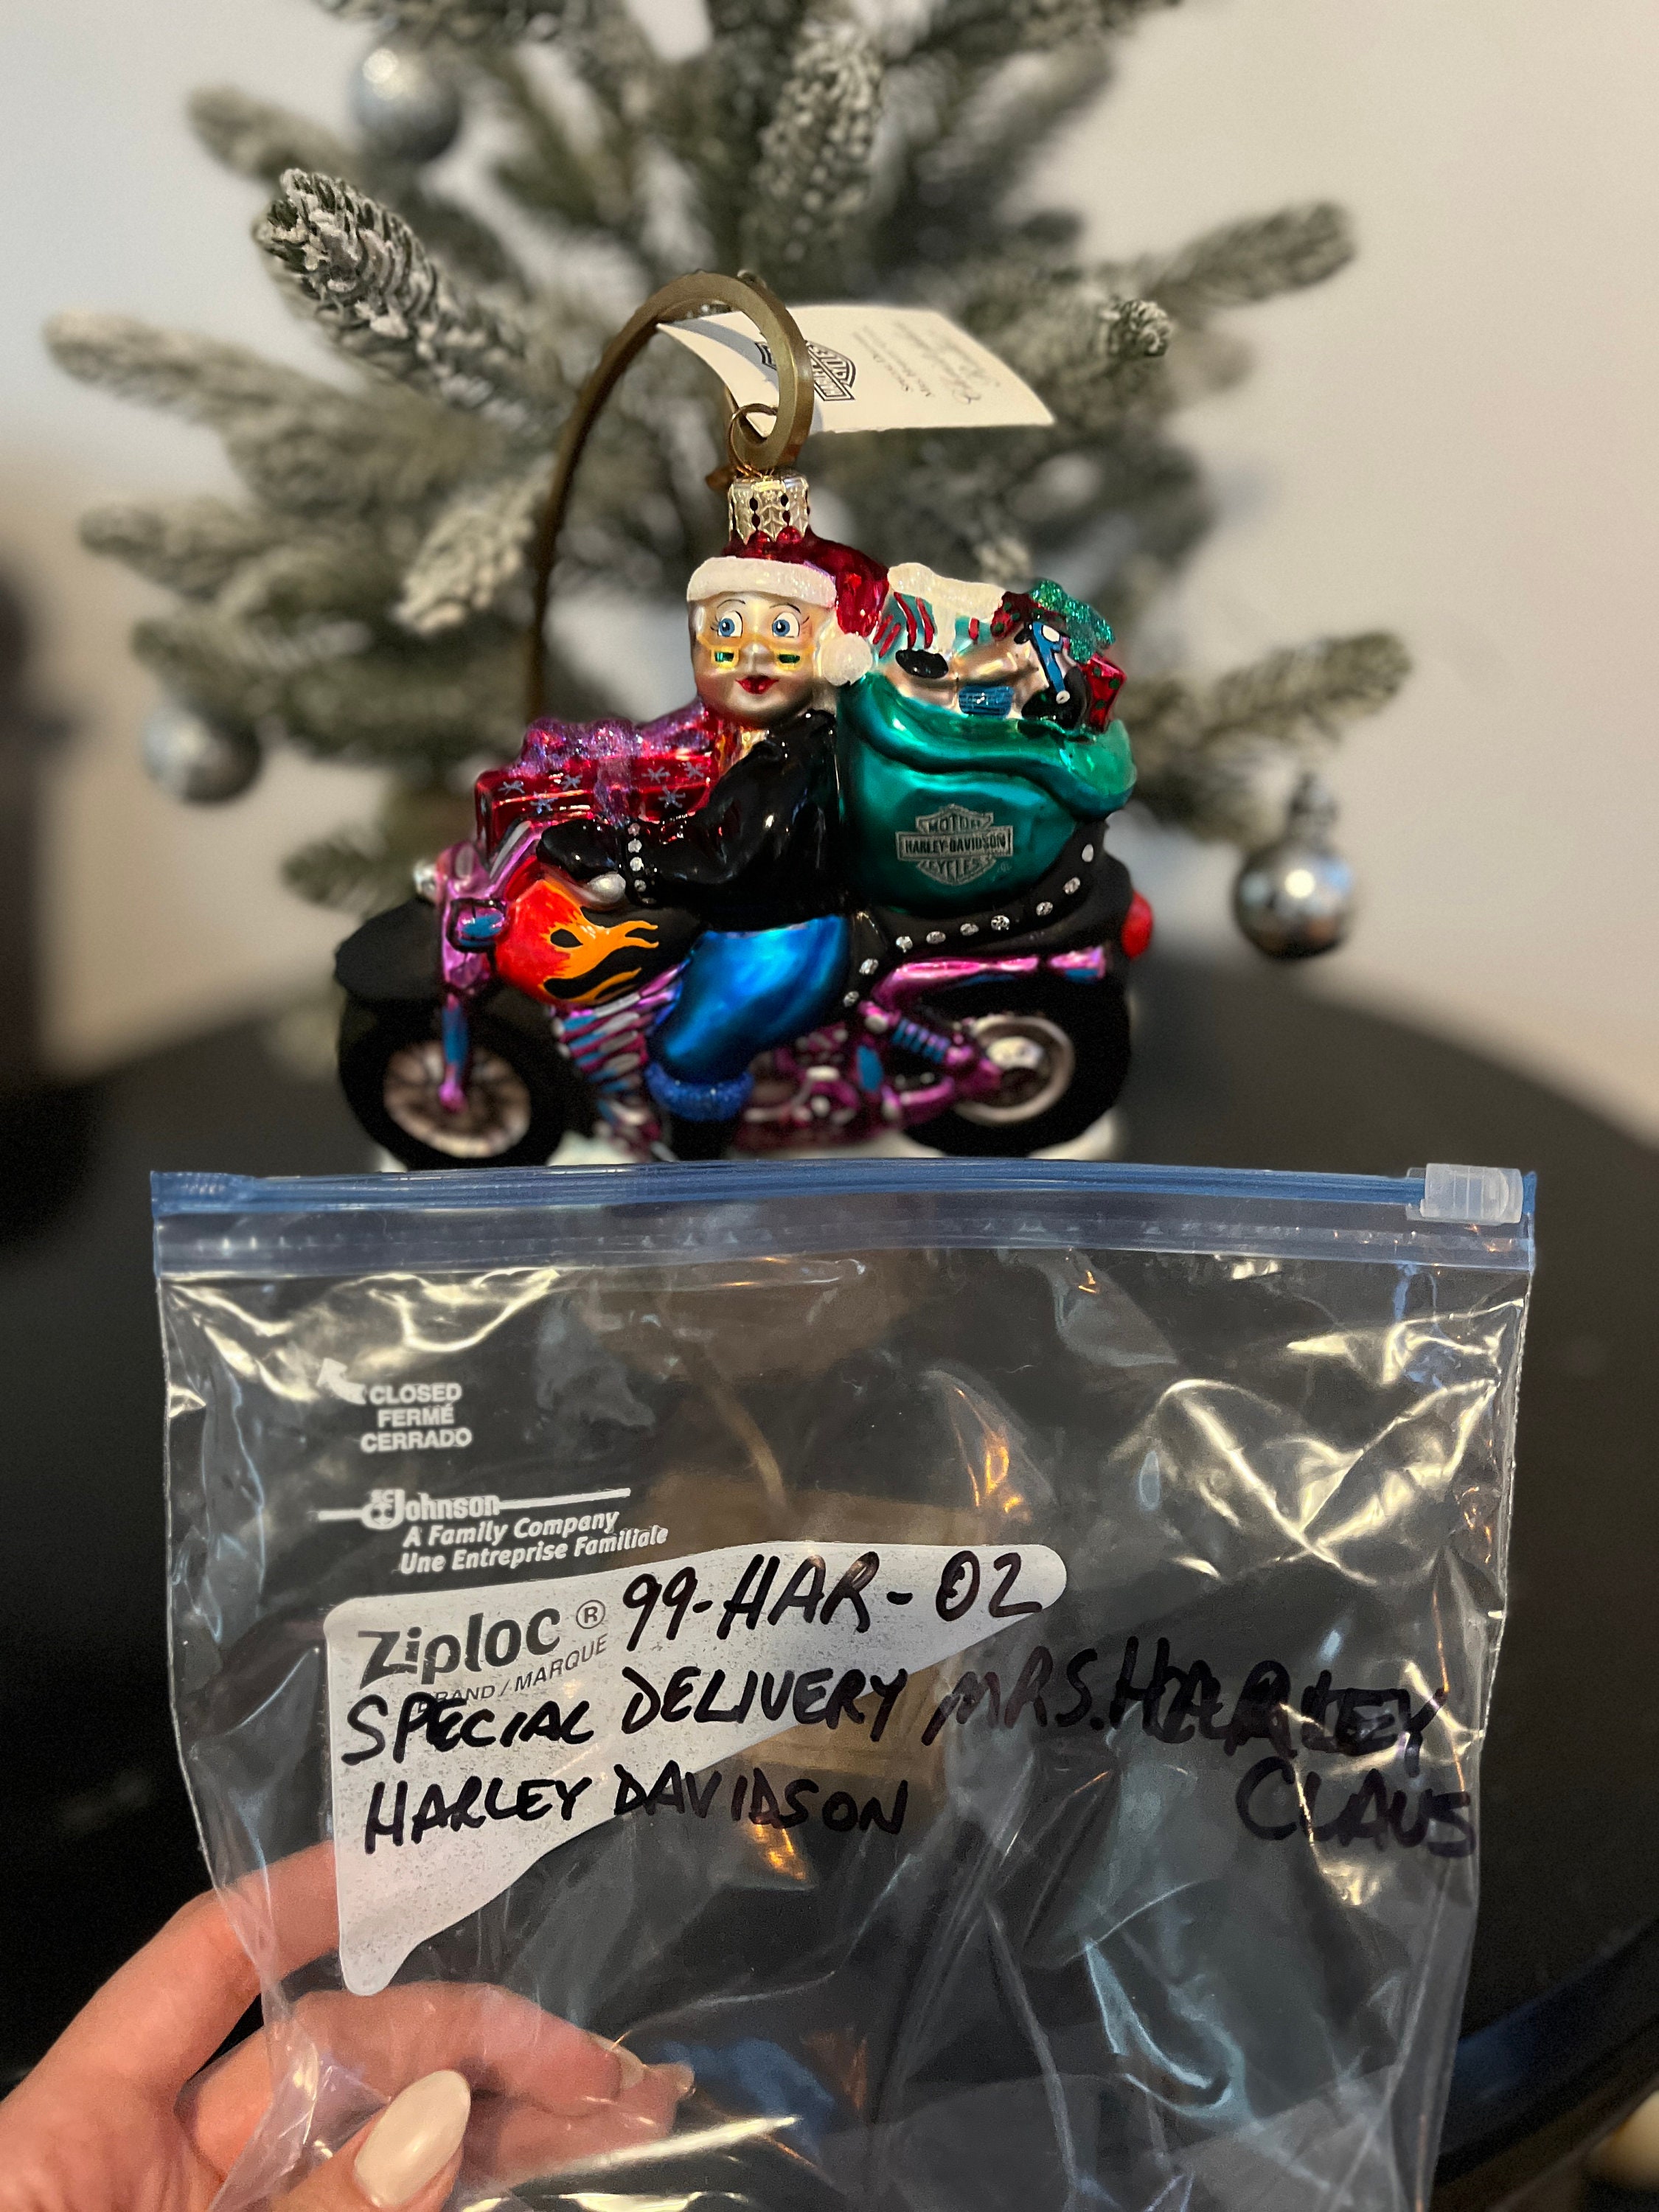 MOTOR
HARLEY-DAVIDSON
CYCLES
CLOSED
FERMÉ
CERRADO
SC Johnson
A Family Company
Une Entreprise Familiale
Ziploc® 99-HAR-02
BRAND / MARQUE
SPECIAL DELIVERY MRS. HARLEY
CLAUS
HARLEY DAVIDSON